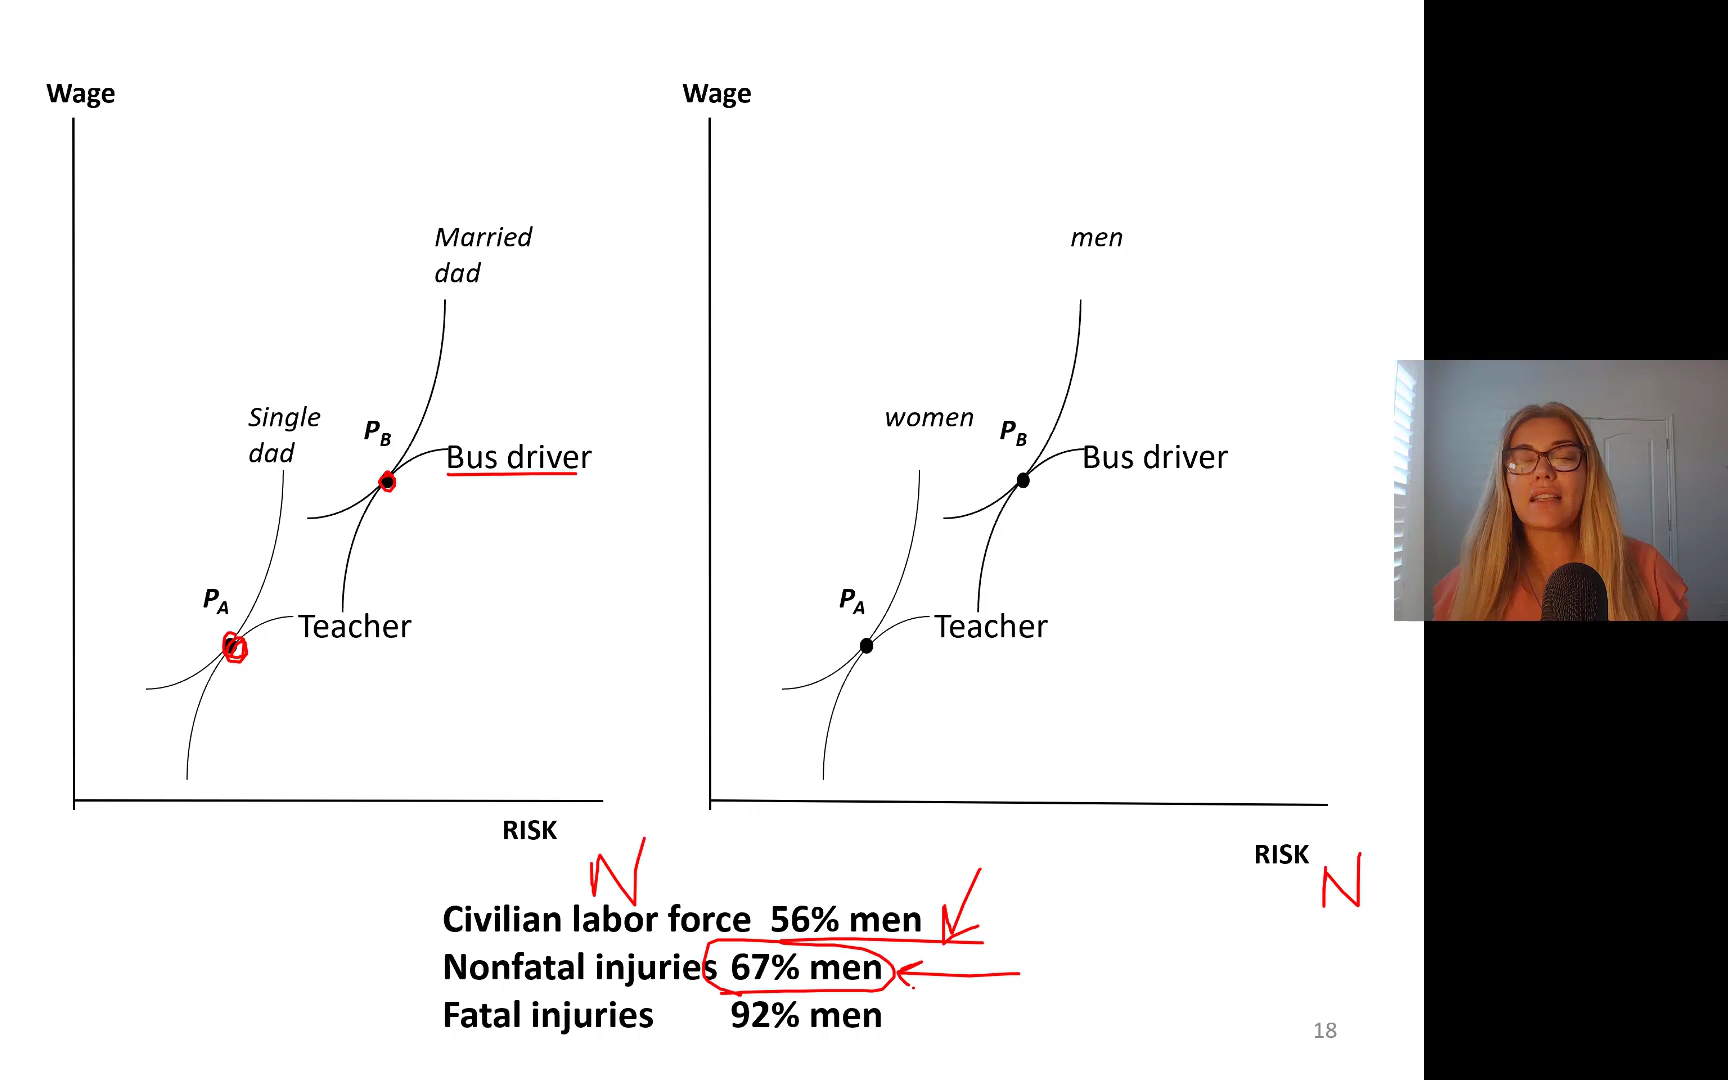 Wage
Married
dad
Single
dad
PB
Bus driver
PA
Teacher
RISK
N
Wage
men
women
PB
Bus driver
PA
Teacher
RISK
N
Civilian labor force 56% men
Nonfatal injuries 67% men
Fatal injuries 92% men
18